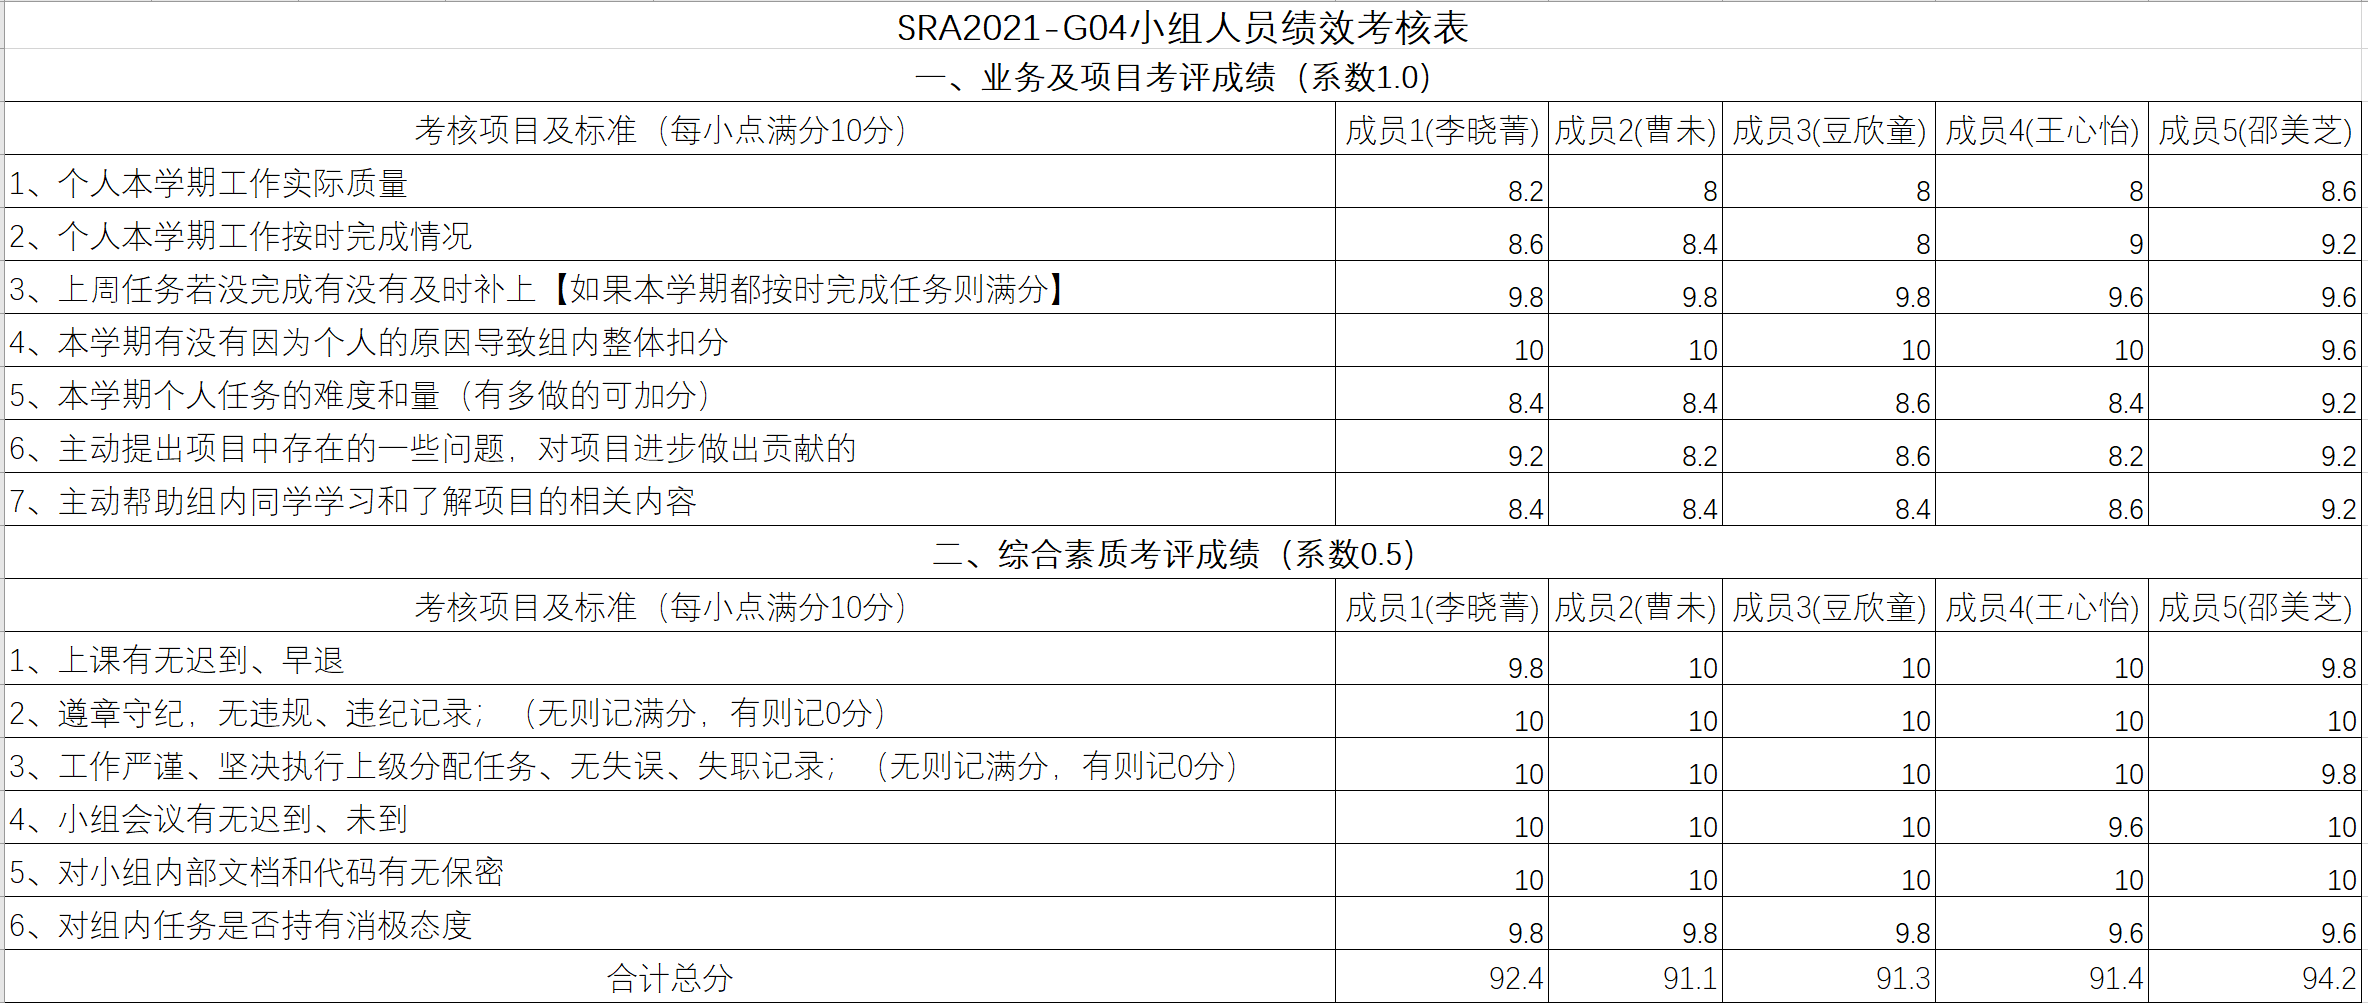 SRA2021-G04小组人员绩效考核表
一、业务及项目考评成绩（系数1.0）
考核项目及标准（每小点满分10分） 成员1(李晓菁) 成员2(曹未) 成员3(豆欣童) 成员4(王心怡) 成员5(邵美芝)
1、个人本学期工作实际质量 8.2 8 8 8 8.6
2、个人本学期工作按时完成情况 8.6 8.4 8 9 9.2
3、上周任务若没完成有没有及时补上【如果本学期都按时完成任务则满分】 9.8 9.8 9.8 9.6 9.6
4、本学期有没有因为个人的原因导致组内整体扣分 10 10 10 10 9.6
5、本学期个人任务的难度和量（有多做的可加分） 8.4 8.4 8.6 8.4 9.2
6、主动提出项目中存在的一些问题，对项目进步做出贡献的 9.2 8.2 8.6 8.2 9.2
7、主动帮助组内同学学习和了解项目的相关内容 8.4 8.4 8.4 8.6 9.2
二、综合素质考评成绩（系数0.5）
考核项目及标准（每小点满分10分） 成员1(李晓菁) 成员2(曹未) 成员3(豆欣童) 成员4(王心怡) 成员5(邵美芝)
1、上课有无迟到、早退 9.8 10 10 10 9.8
2、遵章守纪，无违规、违纪记录；（无则记满分，有则记0分） 10 10 10 10 10
3、工作严谨、坚决执行上级分配任务、无失误、失职记录；（无则记满分，有则记0分） 10 10 10 10 9.8
4、小组会议有无迟到、未到 10 10 10 9.6 10
5、对小组内部文档和代码有无保密 10 10 10 10 10
6、对组内任务是否持有消极态度 9.8 9.8 9.8 9.6 9.6
合计总分 92.4 91.1 91.3 91.4 94.2